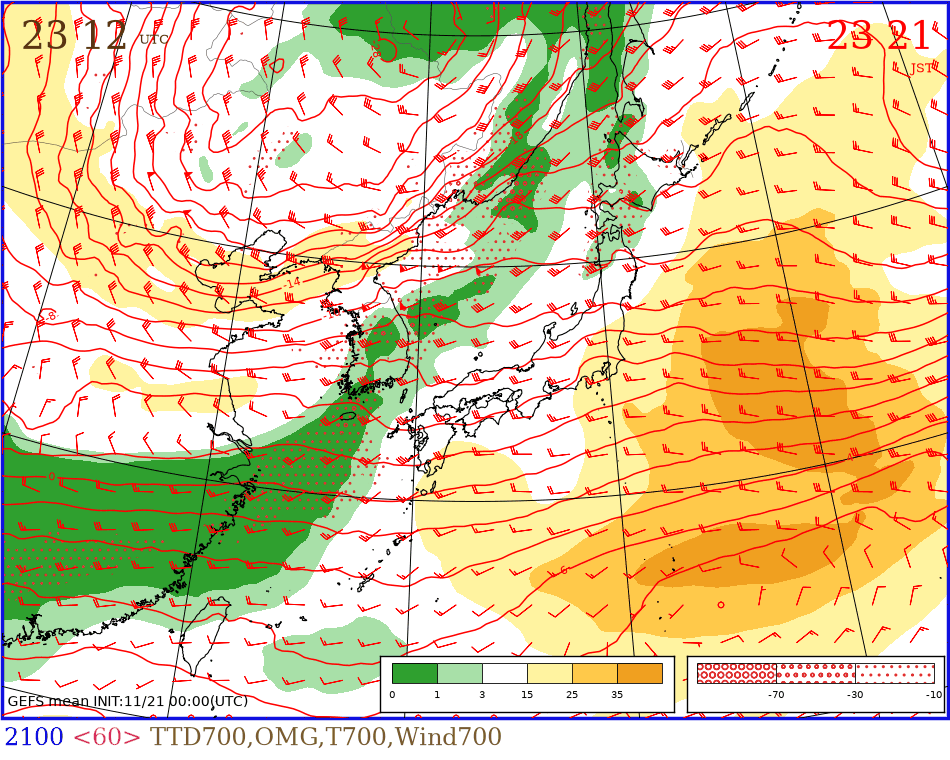 23 12 UTC
23 21
JST
-14
-8
0
6
GEFS mean INIT:11/21 00:00(UTC)
0 1 3 15 25 35
-70 -30 -10
2100 <60> TTD700,OMG,T700,Wind700